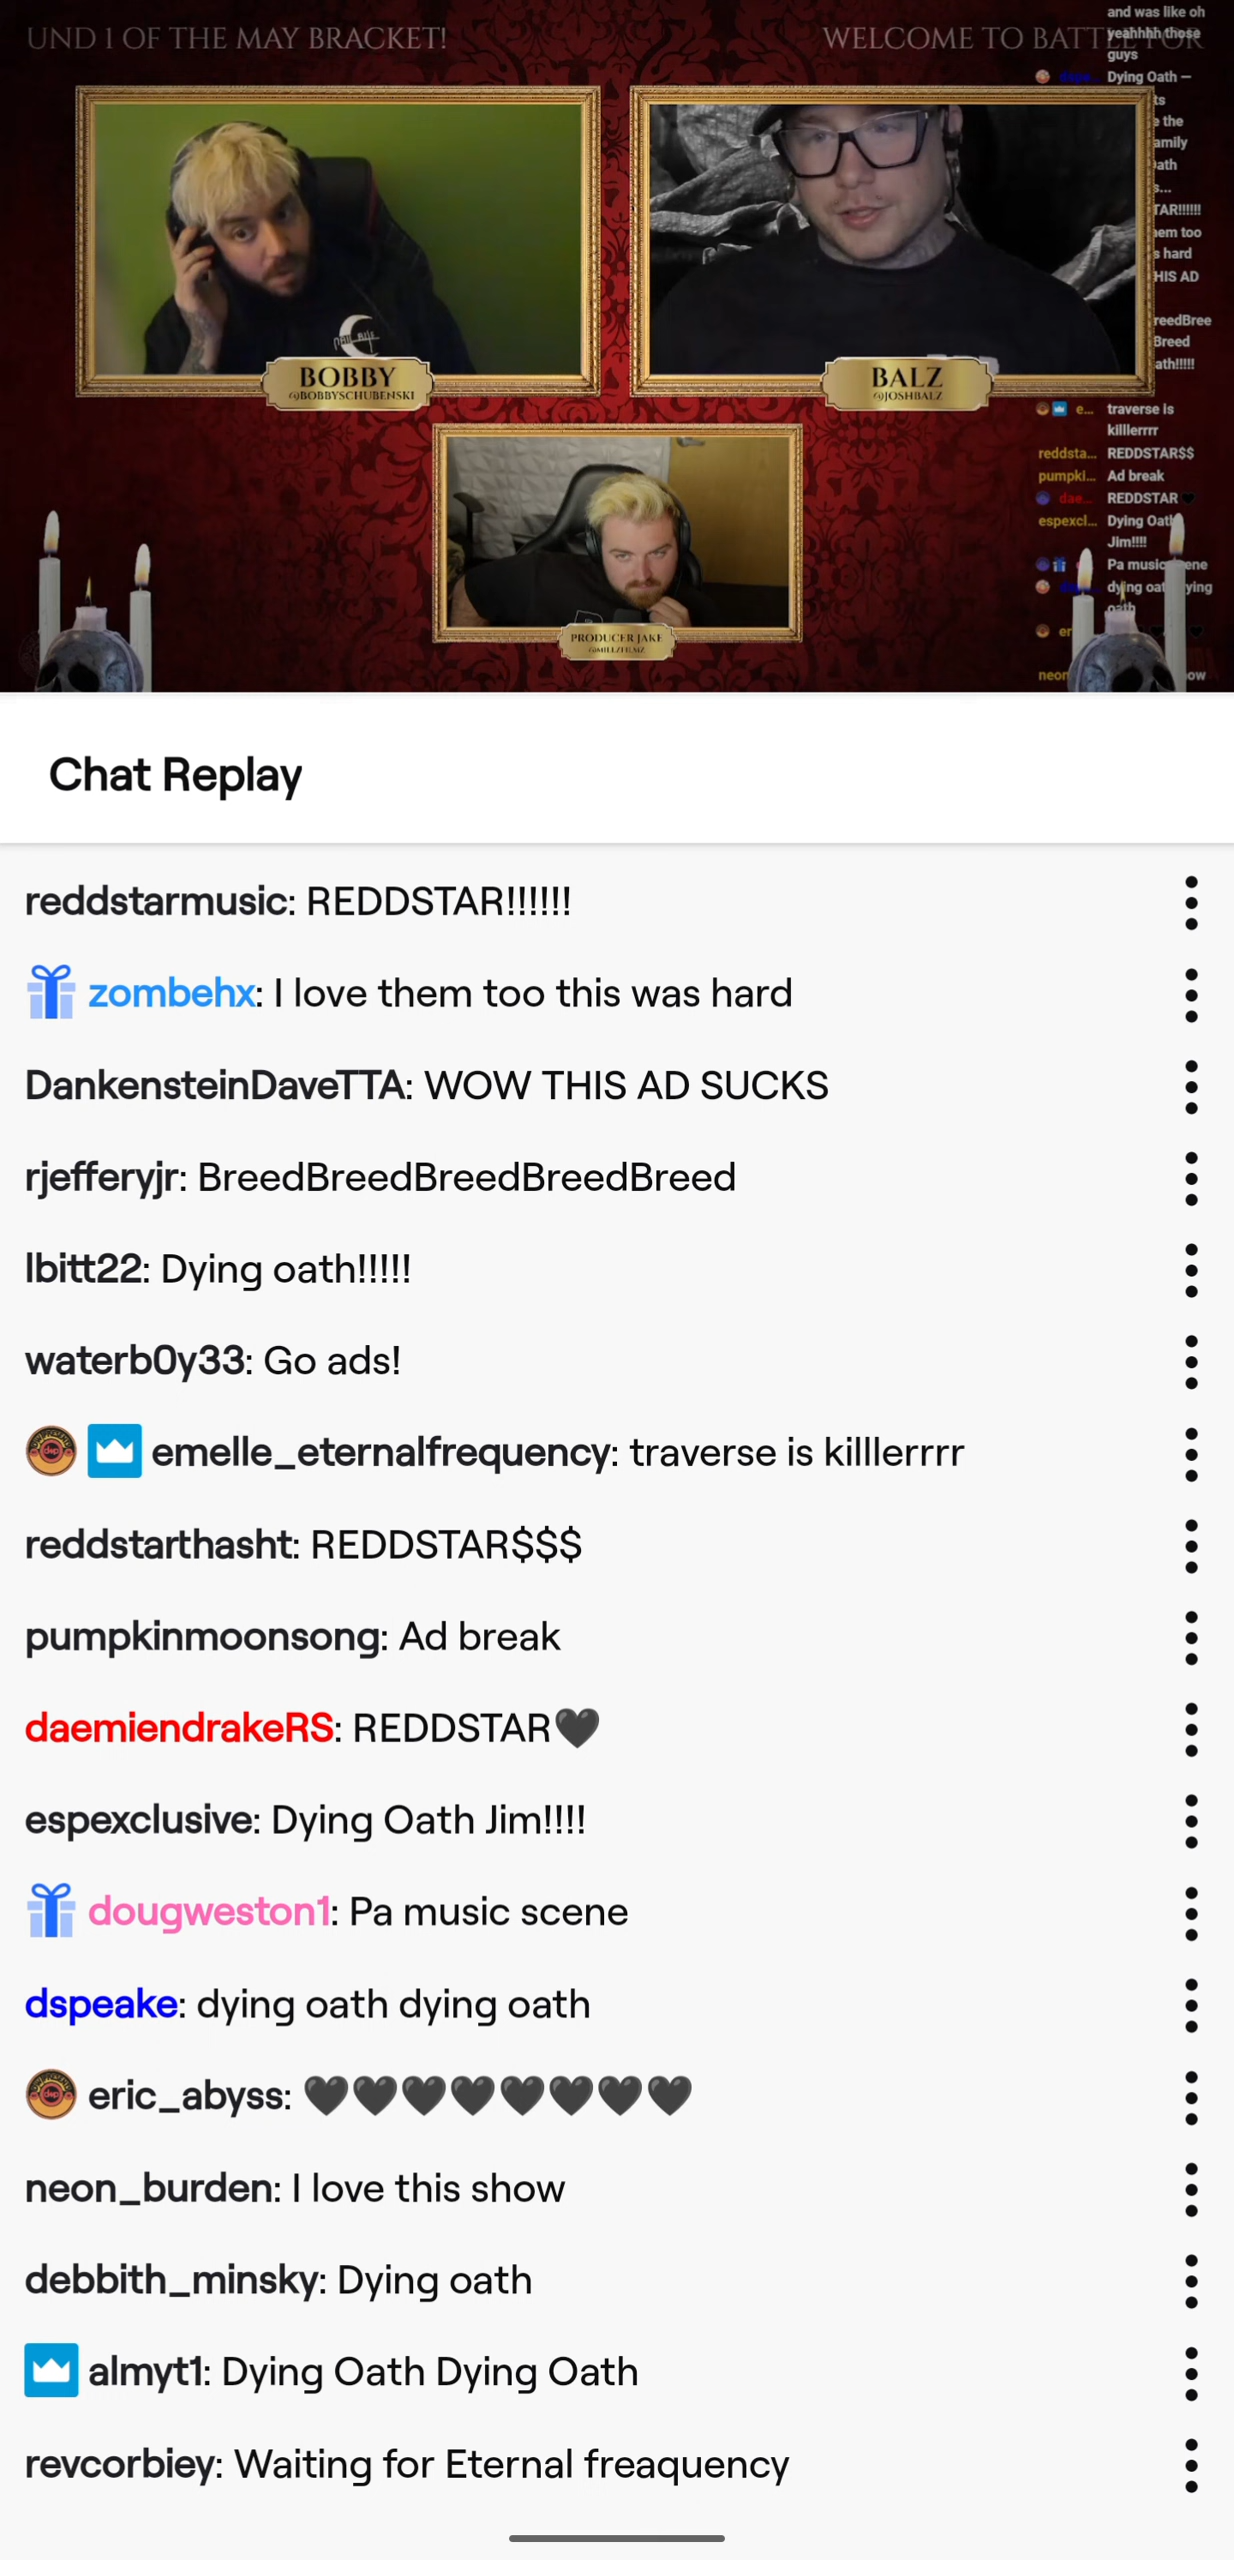 UND 1 OF THE MAY BRACKET!
WELCOME TO BATTLE FOR
BOBBY
@BOBBYSCHUBENSKI
BALZ
@JOSHBALZ
PRODUCER JAKE
@MILLZFILMZ
and was like oh
yeahhhh those
guys
dspe... Dying Oath –
ts
e the
amily
ath
s...
TAR!!!!!!
em too
s hard
HIS AD
reedBree
Breed
ath!!!!!
e... traverse is
killlerrrr
reddsta... REDDSTAR$$
pumpki... Ad break
dae... REDDSTAR🖤
espexcl... Dying Oath
Jim!!!!
Pa music ene
dying oat ying
oath
er
neon ow
Chat Replay
reddstarmusic: REDDSTAR!!!!!!
zombehx: I love them too this was hard
DankensteinDaveTTA: WOW THIS AD SUCKS
rjefferyjr: BreedBreedBreedBreedBreed
lbitt22: Dying oath!!!!!
waterb0y33: Go ads!
emelle_eternalfrequency: traverse is killlerrrr
reddstarthasht: REDDSTAR$$$
pumpkinmoonsong: Ad break
daemiendrakeRS: REDDSTAR🖤
espexclusive: Dying Oath Jim!!!!
dougweston1: Pa music scene
dspeake: dying oath dying oath
eric_abyss: 🖤🖤🖤🖤🖤🖤🖤🖤
neon_burden: I love this show
debbith_minsky: Dying oath
almyt1: Dying Oath Dying Oath
revcorbiey: Waiting for Eternal freaquency